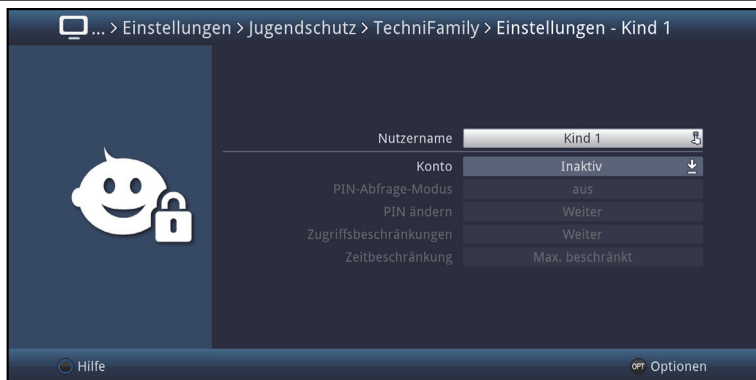 ... > Einstellungen > Jugendschutz > TechniFamily > Einstellungen - Kind 1
Nutzername Kind 1
Konto Inaktiv
PIN-Abfrage-Modus aus
PIN ändern Weiter
Zugriffsbeschränkungen Weiter
Zeitbeschränkung Max. beschränkt
Hilfe OPT Optionen